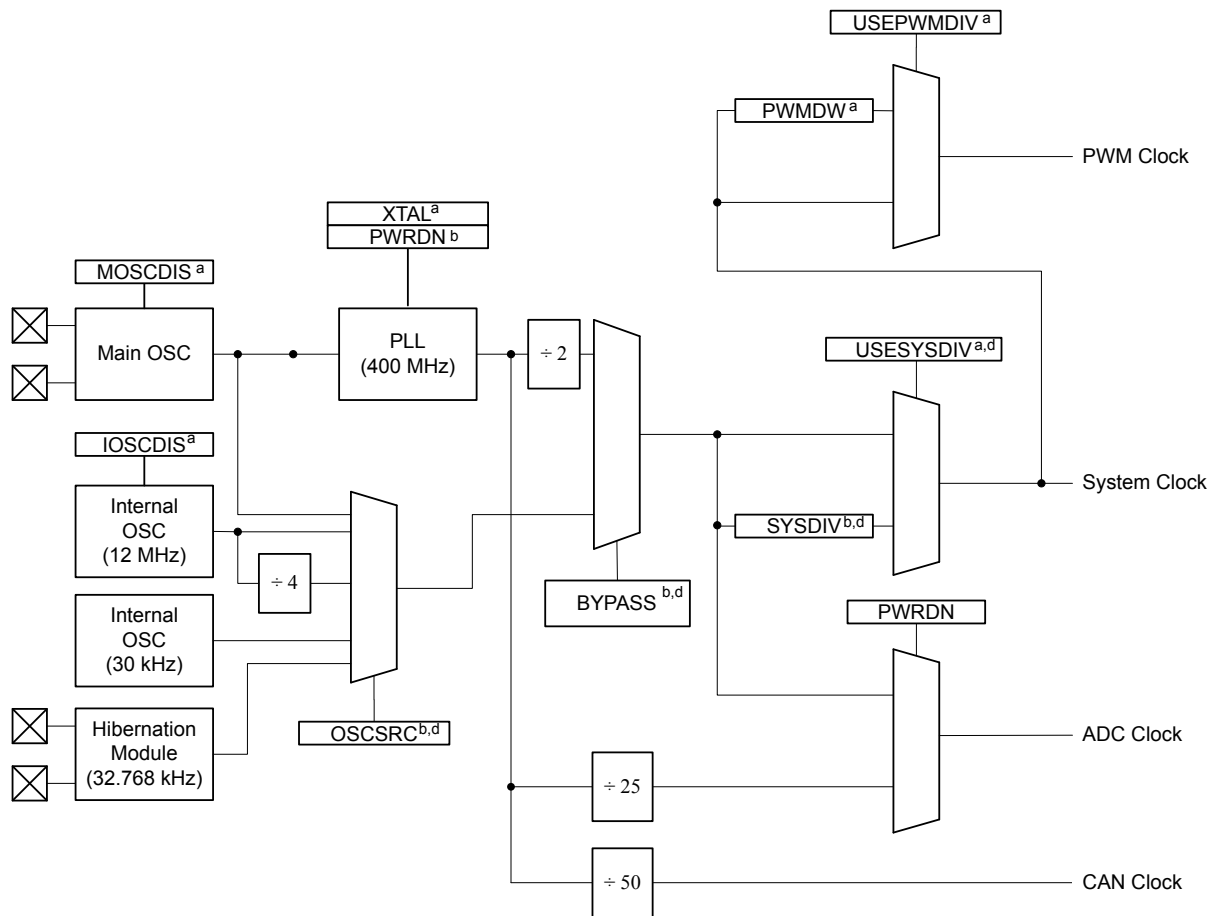 USEPWMDIV a
PWMDW a
PWM Clock
XTAL a
PWRDN b
MOSCDIS a
Main OSC
PLL
(400 MHz)
÷ 2
USESYSDIV a,d
IOSCDIS a
Internal
OSC
(12 MHz)
÷ 4
System Clock
SYSDIV b,d
BYPASS b,d
Internal
OSC
(30 kHz)
PWRDN
OSCSRC b,d
Hibernation
Module
(32.768 kHz)
ADC Clock
÷ 25
÷ 50
CAN Clock